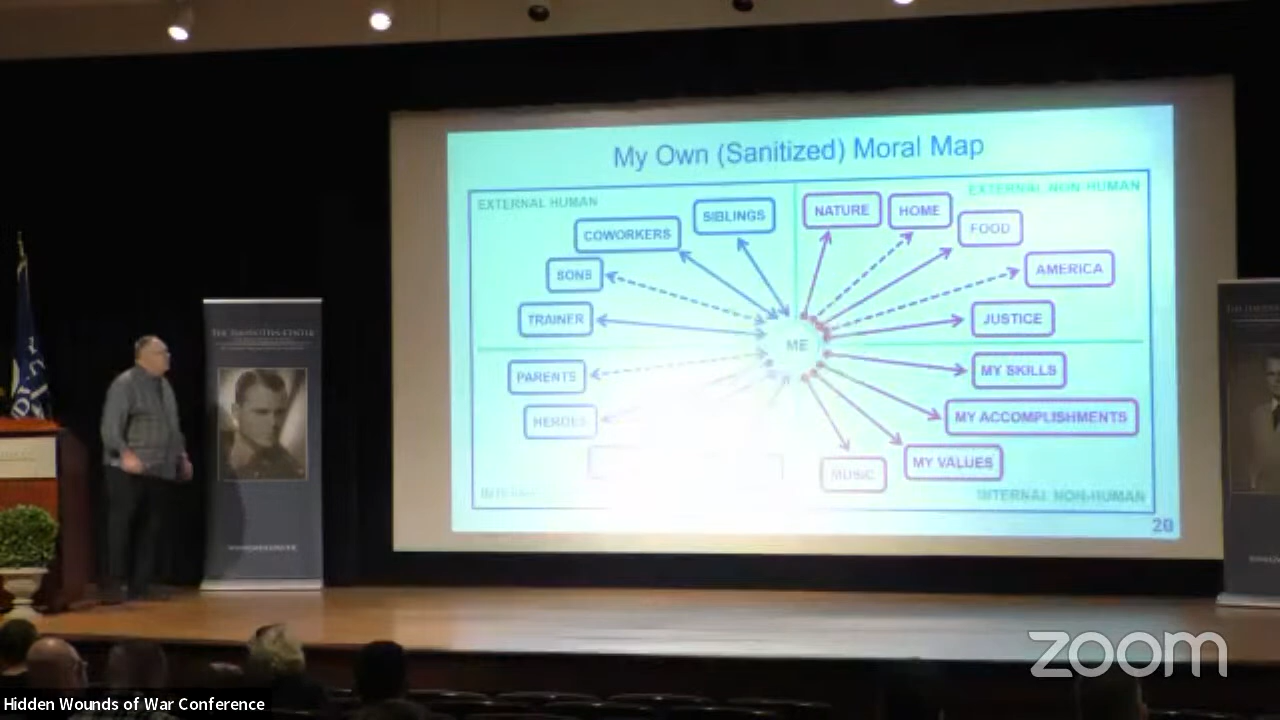 My Own (Sanitized) Moral Map
EXTERNAL HUMAN
EXTERNAL NON-HUMAN
SIBLINGS
NATURE
HOME
COWORKERS
FOOD
SONS
AMERICA
TRAINER
JUSTICE
ME
PARENTS
MY SKILLS
HEROES
MY ACCOMPLISHMENTS
MUSIC
MY VALUES
INTERNAL NON-HUMAN
20
zoom
Hidden Wounds of War Conference